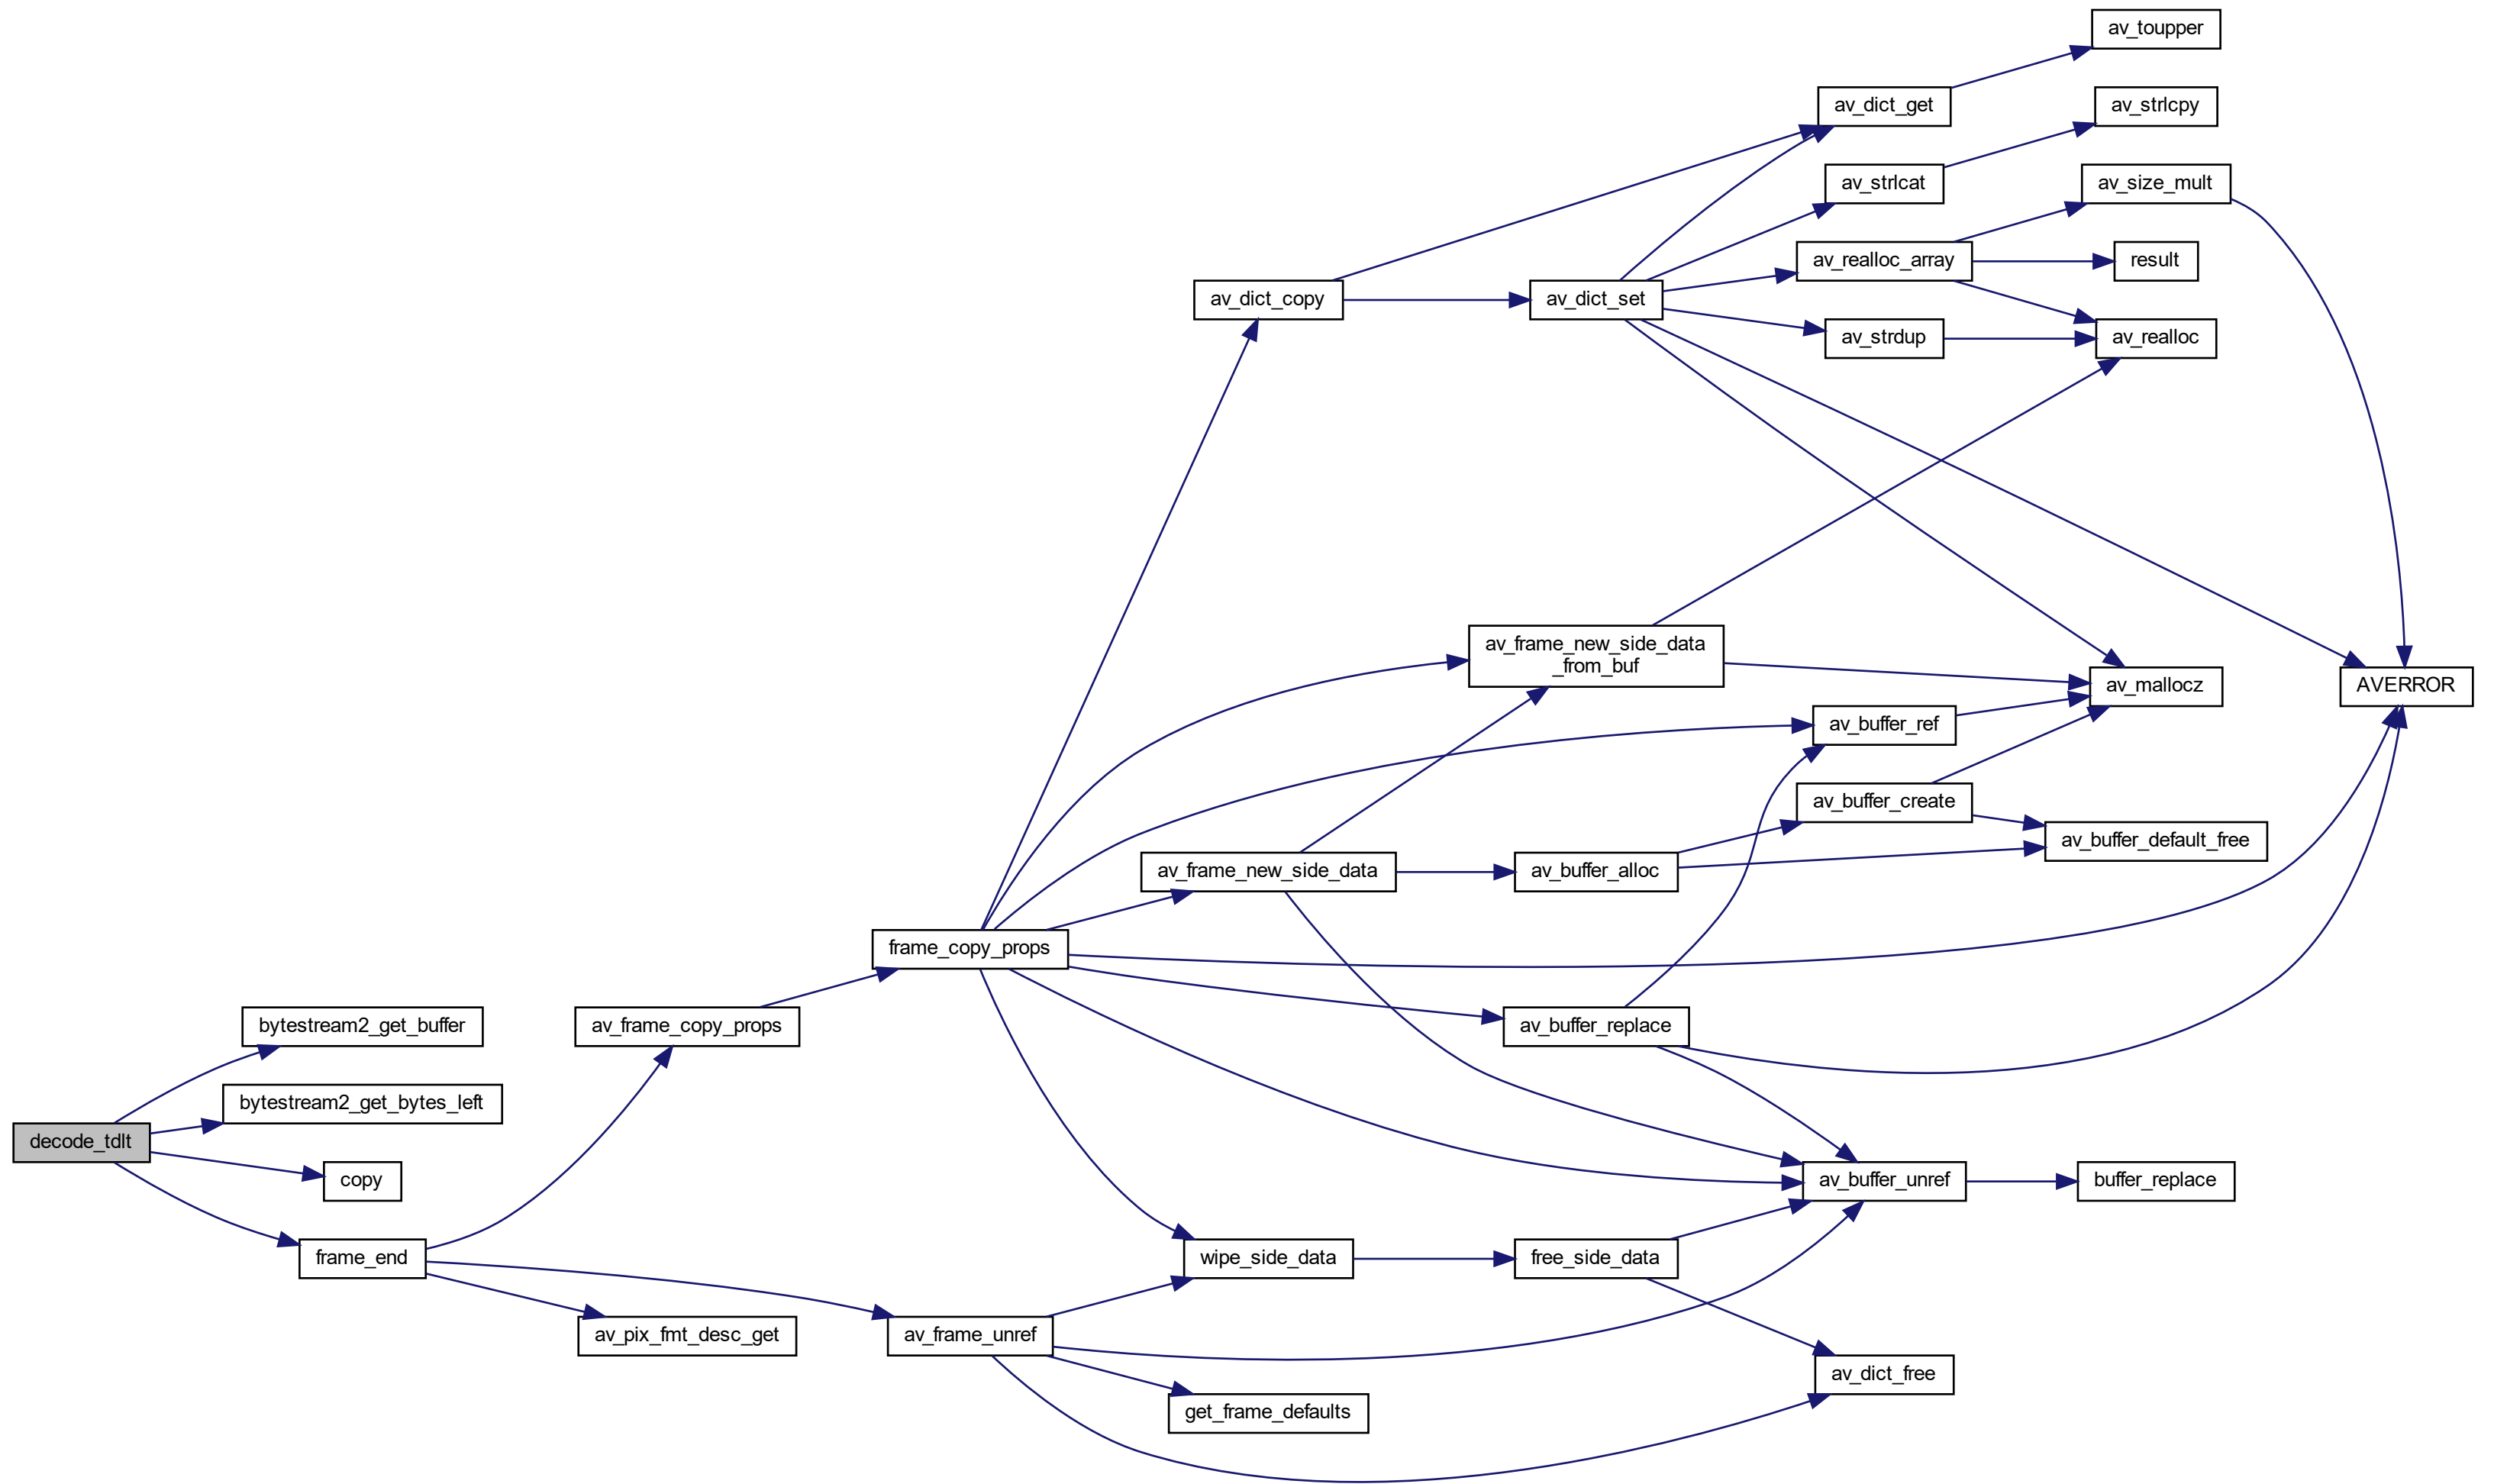 av_toupper
av_dict_get
av_strlcpy
av_strlcat
av_size_mult
av_realloc_array
result
av_dict_copy
av_dict_set
av_strdup
av_realloc
av_frame_new_side_data
_from_buf
av_mallocz
AVERROR
av_buffer_ref
av_buffer_create
av_buffer_default_free
av_frame_new_side_data
av_buffer_alloc
frame_copy_props
bytestream2_get_buffer
av_frame_copy_props
av_buffer_replace
bytestream2_get_bytes_left
decode_tdlt
copy
av_buffer_unref
buffer_replace
frame_end
wipe_side_data
free_side_data
av_pix_fmt_desc_get
av_frame_unref
av_dict_free
get_frame_defaults